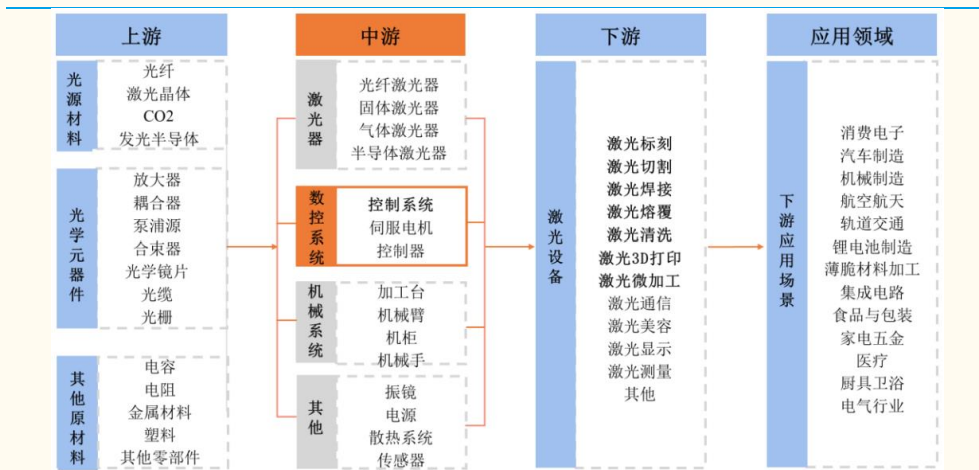 上游
光源材料
光纤
激光晶体
CO2
发光半导体
光学元器件
放大器
耦合器
泵浦源
合束器
光学镜片
光缆
光栅
其他原材料
电容
电阻
金属材料
塑料
其他零部件
中游
激光器
光纤激光器
固体激光器
气体激光器
半导体激光器
数控系统
控制系统
伺服电机
控制器
机械系统
加工台
机械臂
机柜
机械手
其他
振镜
电源
散热系统
传感器
下游
激光设备
激光标刻
激光切割
激光焊接
激光熔覆
激光清洗
激光3D打印
激光微加工
激光通信
激光美容
激光显示
激光测量
其他
应用领域
下游应用场景
消费电子
汽车制造
机械制造
航空航天
轨道交通
锂电池制造
薄脆材料加工
集成电路
食品与包装
家电五金
医疗
厨具卫浴
电气行业